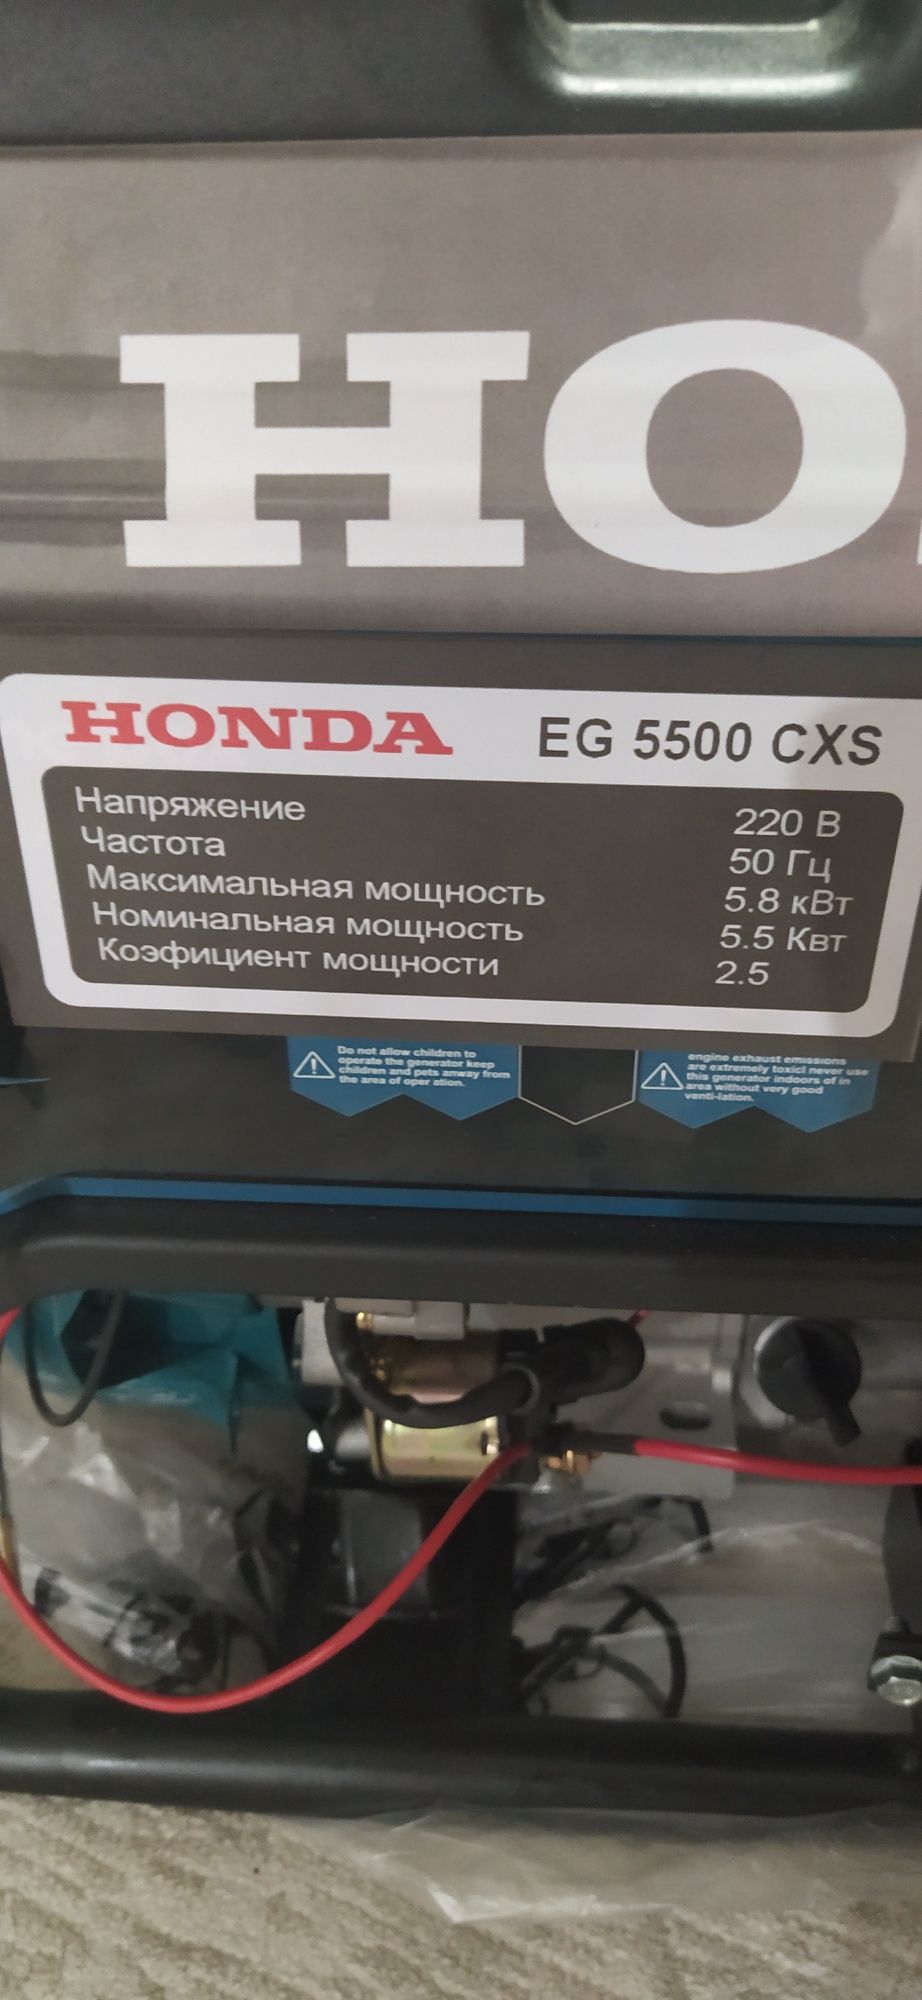 HO
HONDA EG 5500 CXS
Напряжение 220 В
Частота 50 Гц
Максимальная мощность 5.8 кВт
Номинальная мощность 5.5 Квт
Коэфициент мощности 2.5
Do not allow children to
operate the generator keep
children and pets anway from
the area of oper ation.
engine exhaust emissions
are extremely toxicl never use
this generator indoors of in
area without very good
venti-lation.